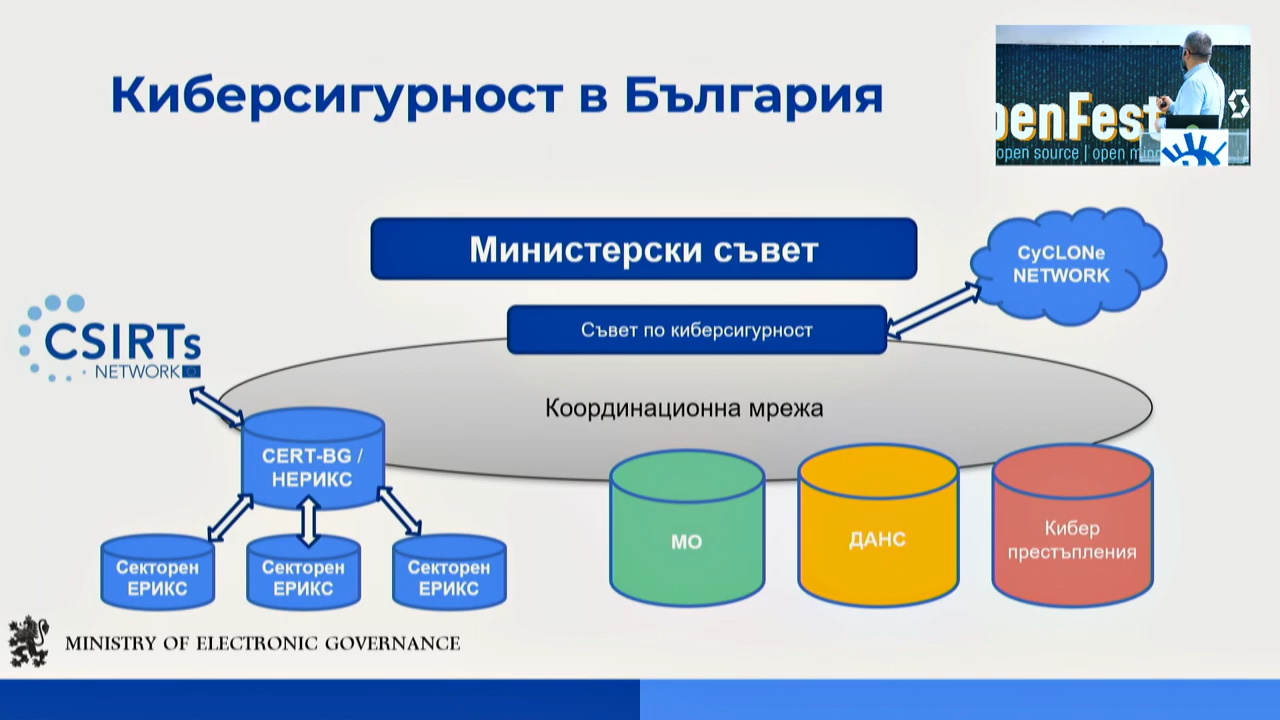 Киберсигурност в България
penFest
open source | open min
Министерски съвет
CyCLONe
NETWORK
Съвет по киберсигурност
CSIRTs
NETWORK
Координационна мрежа
CERT-BG /
НЕРИКС
МО
ДАНС
Кибер
престъпления
Секторен
ЕРИКС
Секторен
ЕРИКС
Секторен
ЕРИКС
MINISTRY OF ELECTRONIC GOVERNANCE